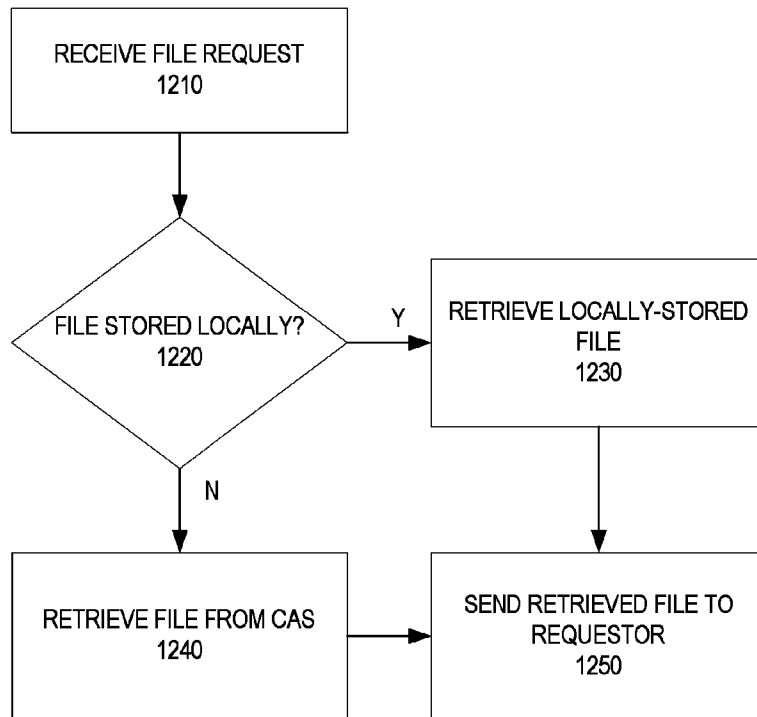 RECEIVE FILE REQUEST
1210
FILE STORED LOCALLY?
1220
Y
RETRIEVE LOCALLY-STORED
FILE
1230
N
RETRIEVE FILE FROM CAS
1240
SEND RETRIEVED FILE TO
REQUESTOR
1250